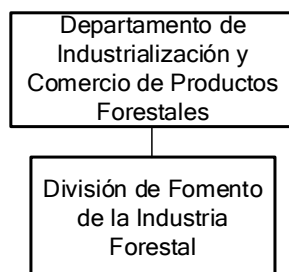 Departamento de
Industrialización y
Comercio de Productos
Forestales
División de Fomento
de la Industria
Forestal